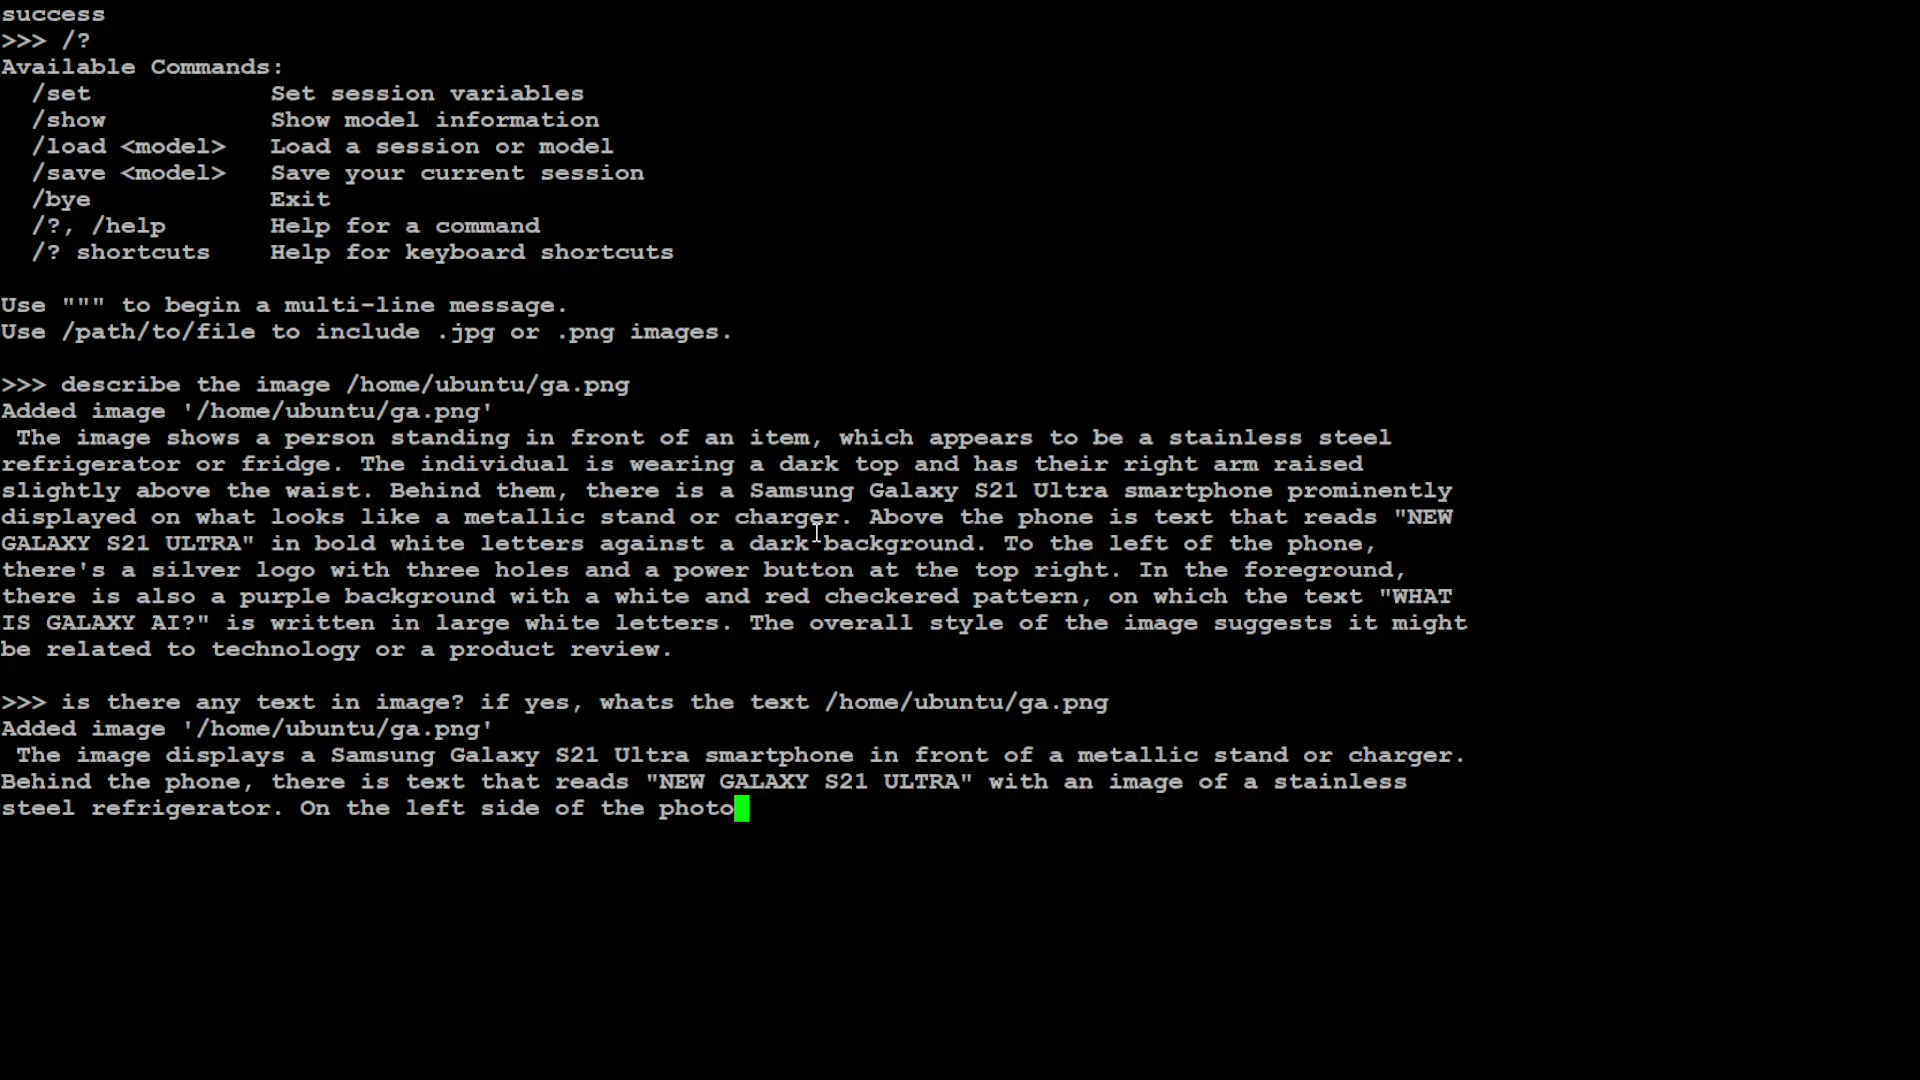 success
>>> /?
Available Commands:
  /set            Set session variables
  /show           Show model information
  /load <model>   Load a session or model
  /save <model>   Save your current session
  /bye            Exit
  /?, /help       Help for a command
  /? shortcuts    Help for keyboard shortcuts

Use """ to begin a multi-line message.
Use /path/to/file to include .jpg or .png images.

>>> describe the image /home/ubuntu/ga.png
Added image '/home/ubuntu/ga.png'
 The image shows a person standing in front of an item, which appears to be a stainless steel
refrigerator or fridge. The individual is wearing a dark top and has their right arm raised
slightly above the waist. Behind them, there is a Samsung Galaxy S21 Ultra smartphone prominently
displayed on what looks like a metallic stand or charger. Above the phone is text that reads "NEW
GALAXY S21 ULTRA" in bold white letters against a dark background. To the left of the phone,
there's a silver logo with three holes and a power button at the top right. In the foreground,
there is also a purple background with a white and red checkered pattern, on which the text "WHAT
IS GALAXY AI?" is written in large white letters. The overall style of the image suggests it might
be related to technology or a product review.

>>> is there any text in image? if yes, whats the text /home/ubuntu/ga.png
Added image '/home/ubuntu/ga.png'
 The image displays a Samsung Galaxy S21 Ultra smartphone in front of a metallic stand or charger.
Behind the phone, there is text that reads "NEW GALAXY S21 ULTRA" with an image of a stainless
steel refrigerator. On the left side of the photo